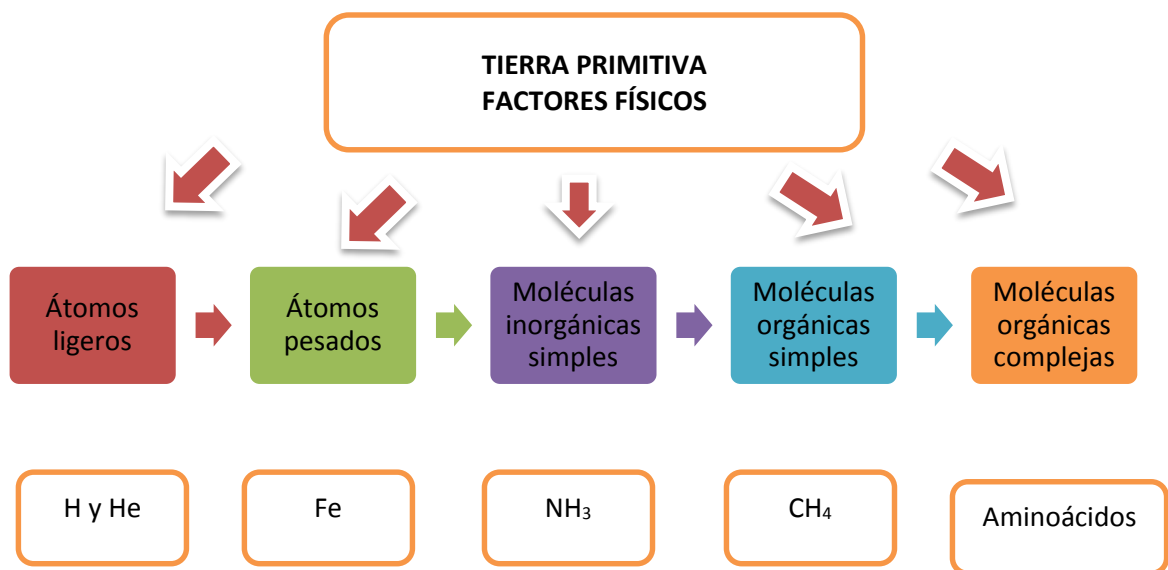 TIERRA PRIMITIVA
FACTORES FÍSICOS
Átomos
ligeros
Átomos
pesados
Moléculas
inorgánicas
simples
Moléculas
orgánicas
simples
Moléculas
orgánicas
complejas
H y He
Fe
NH₃
CH₄
Aminoácidos